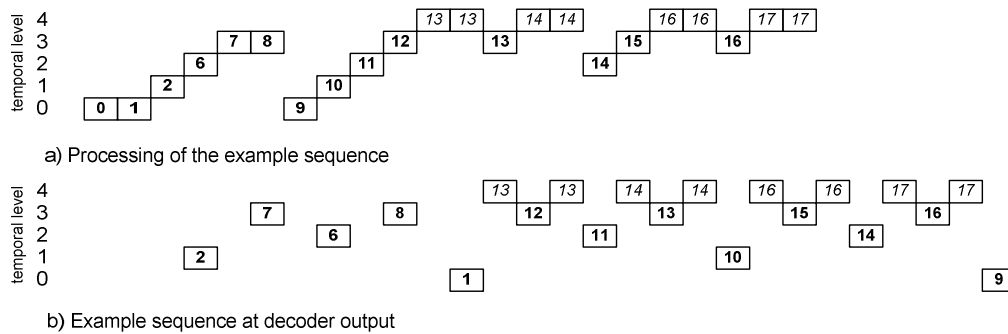 temporal level
4 13 13 14 14 16 16 17 17
3 7 8 12 13 15 16
2 6 11 14
1 2 10
0 0 1 9
a) Processing of the example sequence
temporal level
4 13 13 14 14 16 16 17 17
3 7 8 12 13 15 16
2 6 11 14
1 2 10
0 1 9
b) Example sequence at decoder output